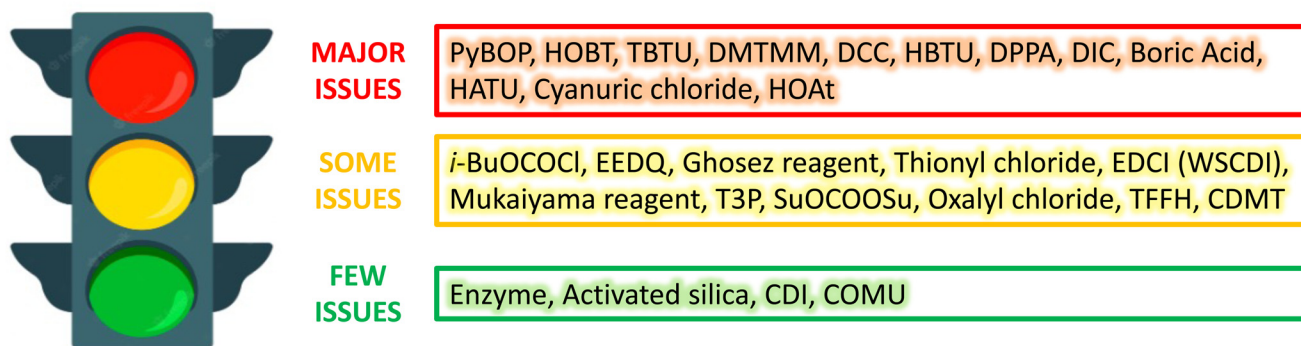 MAJOR ISSUES
PyBOP, HOBT, TBTU, DMTMM, DCC, HBTU, DPPA, DIC, Boric Acid,
HATU, Cyanuric chloride, HOAt
SOME ISSUES
i-BuOCOCl, EEDQ, Ghosez reagent, Thionyl chloride, EDCI (WSCDI),
Mukaiyama reagent, T3P, SuOCOOSu, Oxalyl chloride, TFFH, CDMT
FEW ISSUES
Enzyme, Activated silica, CDI, COMU